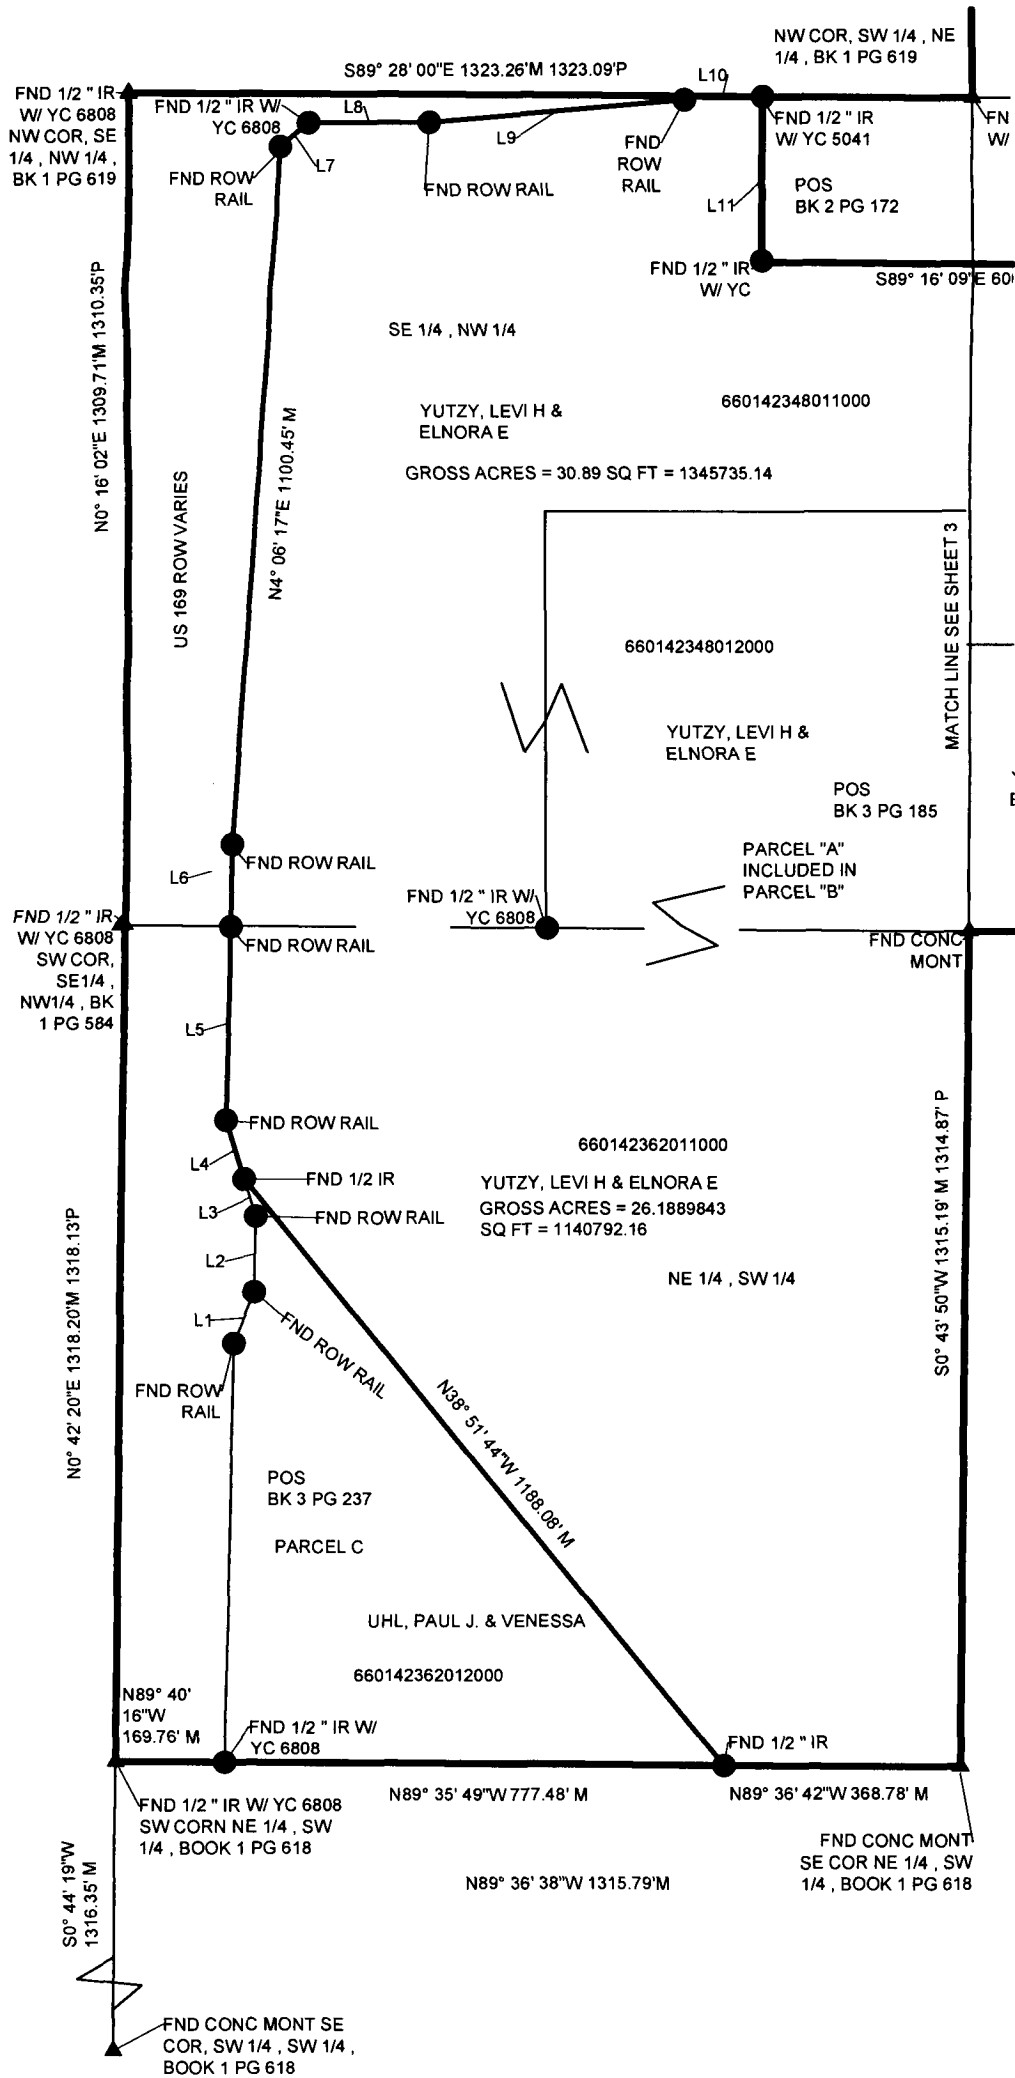 NW COR, SW 1/4 , NE
1/4 , BK 1 PG 619
S89° 28' 00"E 1323.26'M 1323.09'P
L10
FND 1/2 " IR
W/ YC 6808
NW COR, SE
1/4 , NW 1/4 ,
BK 1 PG 619
FND 1/2 " IR W/
YC 6808
L8
L9
L7
FND ROW
RAIL
FND ROW RAIL
FND
ROW
RAIL
FND 1/2 " IR
W/ YC 5041
FN
W/
POS
BK 2 PG 172
L11
FND 1/2 " IR
W/ YC
S89° 16' 09"E 60
SE 1/4 , NW 1/4
N0° 16' 02"E 1309.71'M 1310.35'P
YUTZY, LEVI H &
ELNORA E
660142348011000
GROSS ACRES = 30.89 SQ FT = 1345735.14
US 169 ROW VARIES
N4° 06' 17"E 1100.45' M
MATCH LINE SEE SHEET 3
660142348012000
YUTZY, LEVI H &
ELNORA E
POS
BK 3 PG 185
PARCEL "A"
INCLUDED IN
PARCEL "B"
FND ROW RAIL
L6
FND 1/2 " IR W/
YC 6808
FND 1/2 " IR
W/ YC 6808
SW COR,
SE1/4 ,
NW1/4 , BK
1 PG 584
FND ROW RAIL
FND CONC
MONT
L5
FND ROW RAIL
660142362011000
L4
FND 1/2 IR
YUTZY, LEVI H & ELNORA E
GROSS ACRES = 26.1889843
SQ FT = 1140792.16
L3
FND ROW RAIL
L2
NE 1/4 , SW 1/4
L1
FND ROW RAIL
FND ROW
RAIL
N0° 42' 20"E 1318.20'M 1318.13'P
S0° 43' 50"W 1315.19' M 1314.87' P
N38° 51' 44"W 1188.08' M
POS
BK 3 PG 237
PARCEL C
UHL, PAUL J. & VENESSA
660142362012000
N89° 40'
16"W
169.76' M
FND 1/2 " IR W/
YC 6808
FND 1/2 " IR
N89° 35' 49"W 777.48' M
N89° 36' 42"W 368.78' M
FND 1/2 " IR W/ YC 6808
SW CORN NE 1/4 , SW
1/4 , BOOK 1 PG 618
FND CONC MONT
SE COR NE 1/4 , SW
1/4 , BOOK 1 PG 618
N89° 36' 38"W 1315.79'M
S0° 44' 19"W
1316.35' M
FND CONC MONT SE
COR, SW 1/4 , SW 1/4 ,
BOOK 1 PG 618